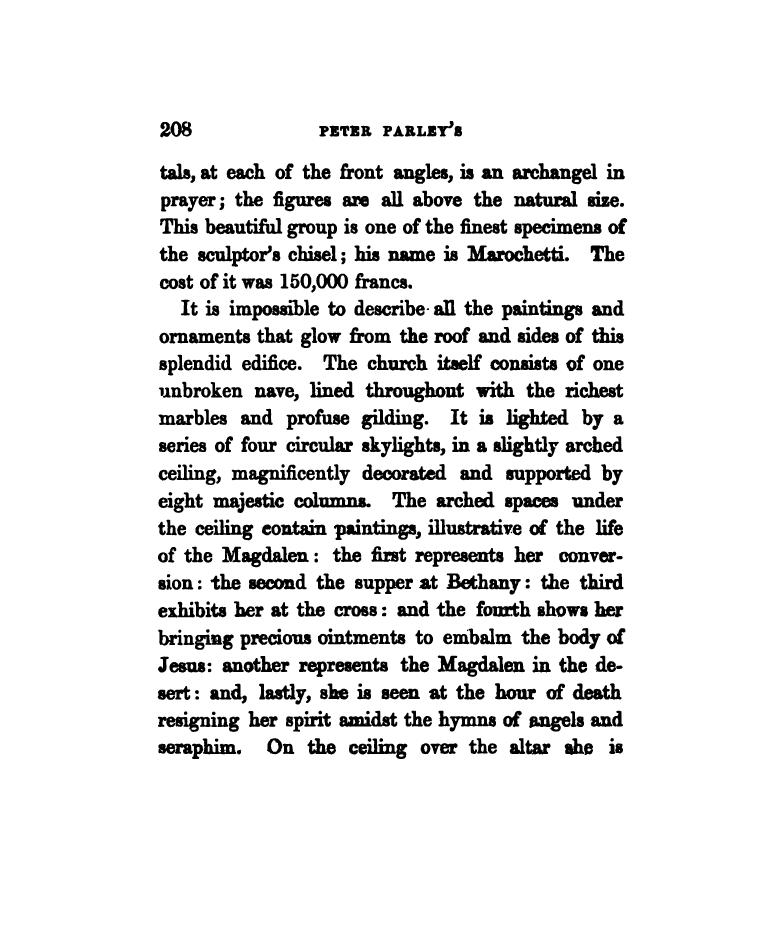 208 PETER PARLEY'S
tals, at each of the front angles, is an archangel in
prayer; the figures are all above the natural size.
This beautiful group is one of the finest specimens of
the sculptor's chisel; his name is Marochetti. The
cost of it was 150,000 francs.
It is impossible to describe all the paintings and
ornaments that glow from the roof and sides of this
splendid edifice. The church itself consists of one
unbroken nave, lined throughout with the richest
marbles and profuse gilding. It is lighted by a
series of four circular skylights, in a slightly arched
ceiling, magnificently decorated and supported by
eight majestic columns. The arched spaces under
the ceiling contain paintings, illustrative of the life
of the Magdalen: the first represents her conver-
sion: the second the supper at Bethany: the third
exhibits her at the cross: and the fourth shows her
bringing precious ointments to embalm the body of
Jesus: another represents the Magdalen in the de-
sert: and, lastly, she is seen at the hour of death
resigning her spirit amidst the hymns of angels and
seraphim. On the ceiling over the altar she is